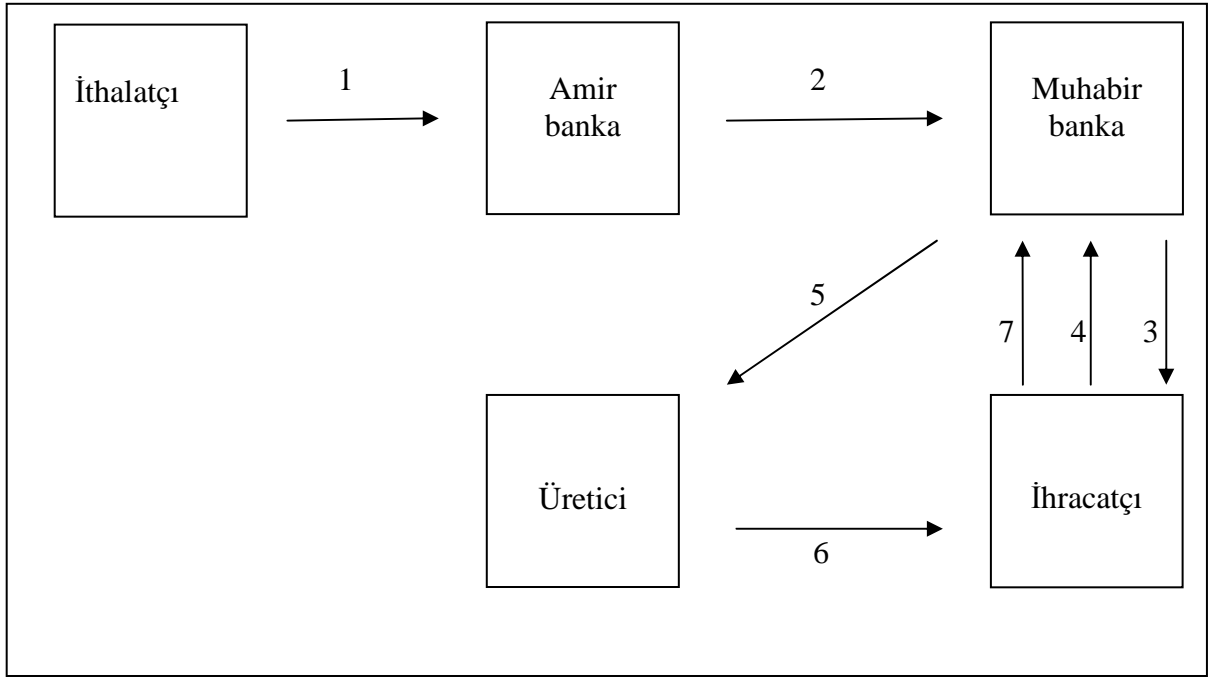 İthalatçı
1
Amir
banka
2
Muhabir
banka
5
7
4
3
Üretici
6
İhracatçı